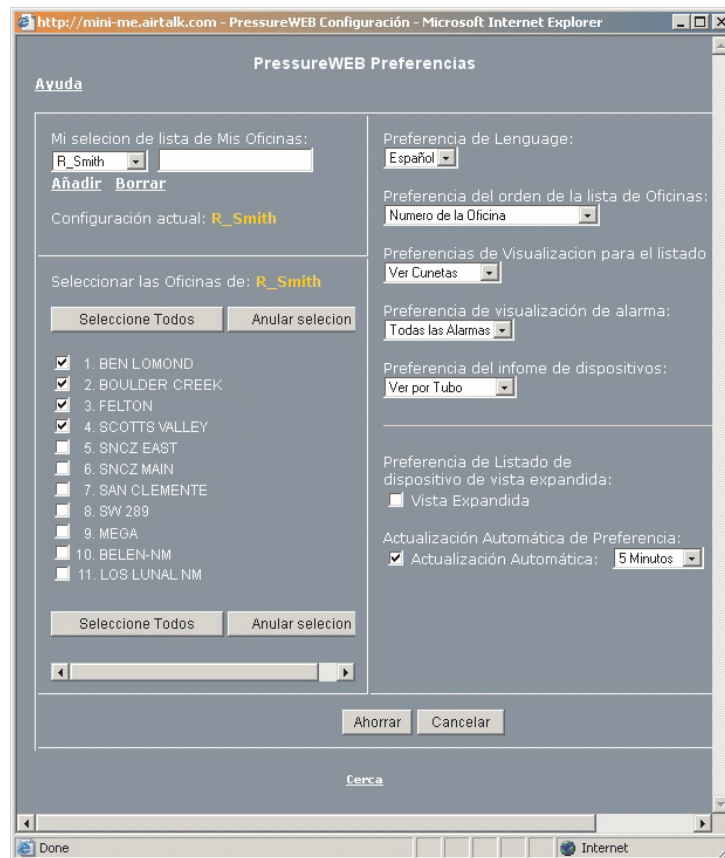 http://mini-me.airtalk.com - PressureWEB Configuración - Microsoft Internet Explorer
PressureWEB Preferencias
Ayuda
Mi selecion de lista de Mis Oficinas:
R_Smith
Añadir Borrar
Configuración actual: R_Smith
Seleccionar las Oficinas de: R_Smith
Seleccione Todos Anular selecion
1. BEN LOMOND
2. BOULDER CREEK
3. FELTON
4. SCOTTS VALLEY
5. SNCZ EAST
6. SNCZ MAIN
7. SAN CLEMENTE
8. SW 289
9. MEGA
10. BELEN-NM
11. LOS LUNAL NM
Seleccione Todos Anular selecion
Preferencia de Lenguage:
Español
Preferencia del orden de la lista de Oficinas:
Numero de la Oficina
Preferencias de Visualizacion para el listado
Ver Cunetas
Preferencia de visualización de alarma:
Todas las Alarmas
Preferencia del infome de dispositivos:
Ver por Tubo
Preferencia de Listado de
dispositivo de vista expandida:
Vista Expandida
Actualización Automática de Preferencia:
Actualización Automática: 5 Minutos
Ahorrar Cancelar
Cerca
Done Internet